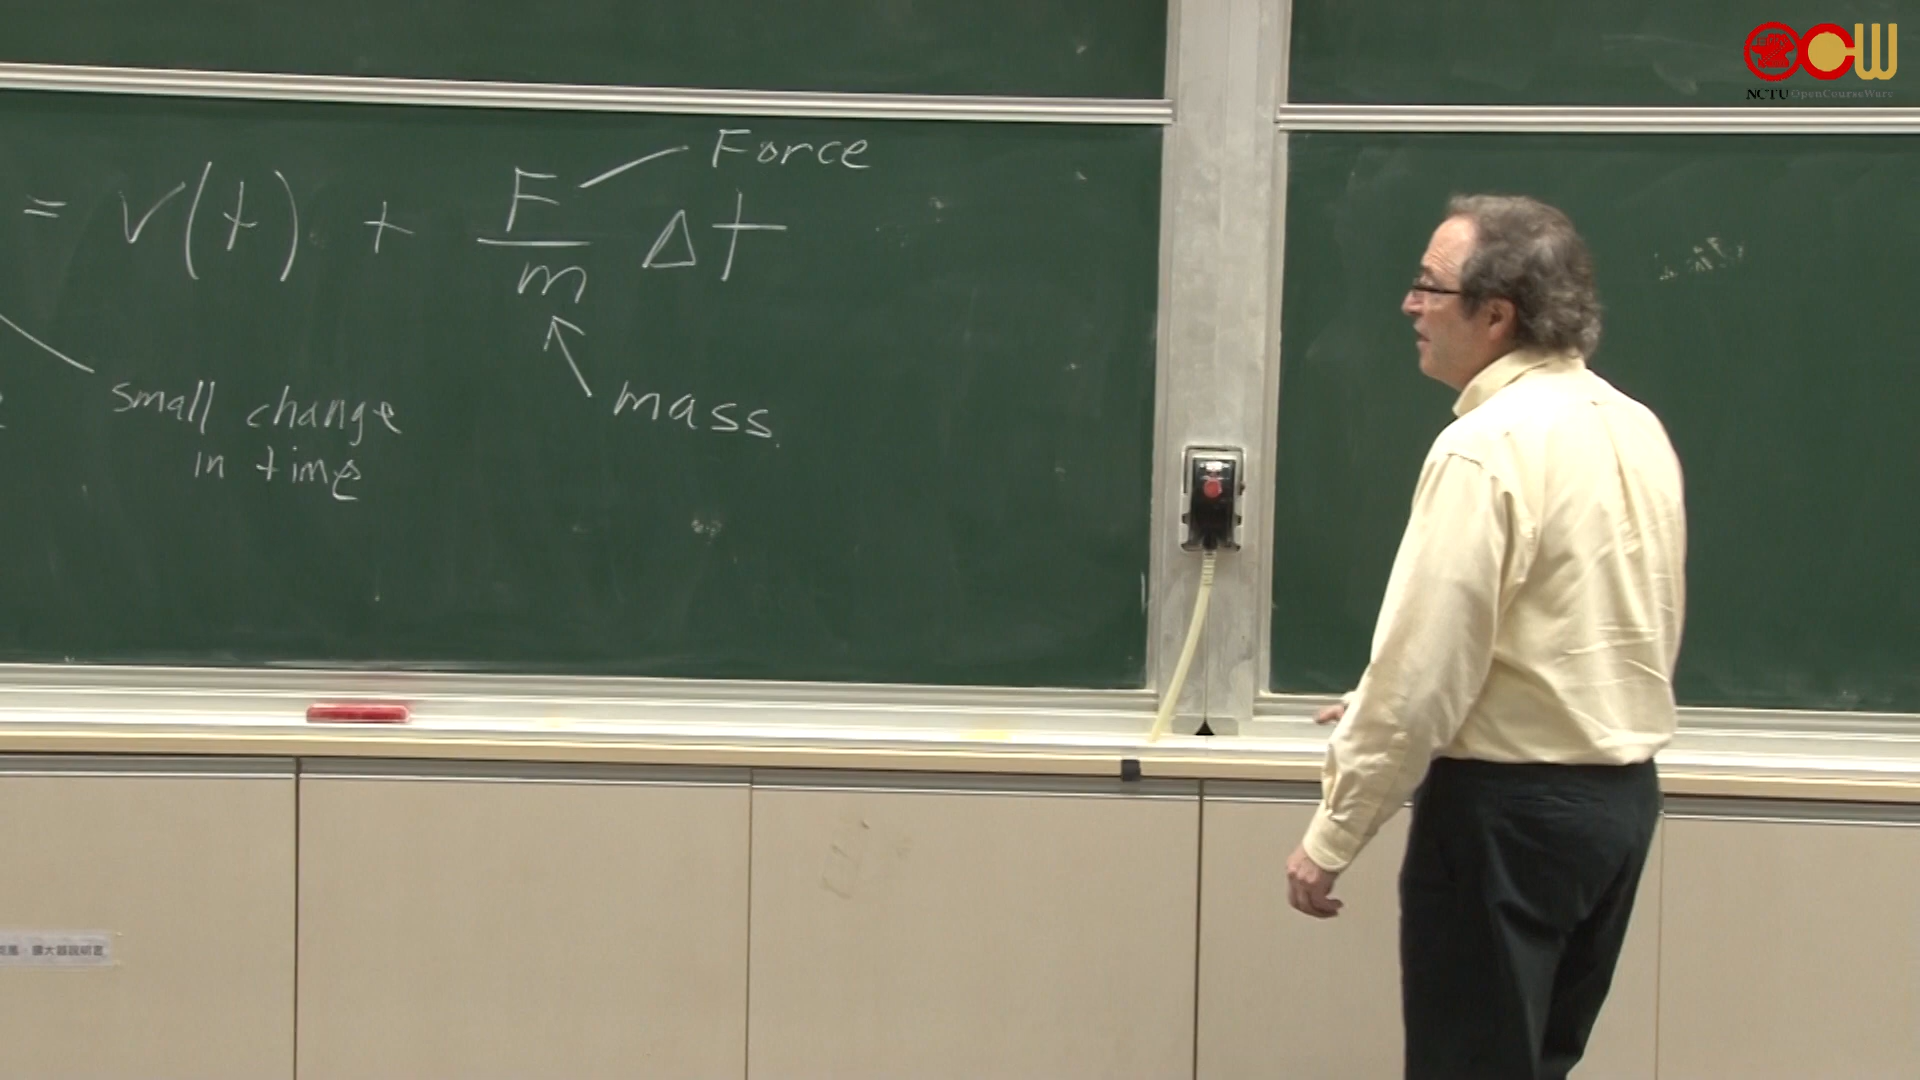 Force
= v(t) + F/m Δt
small change
in time
mass.
NCTU OpenCourseWare